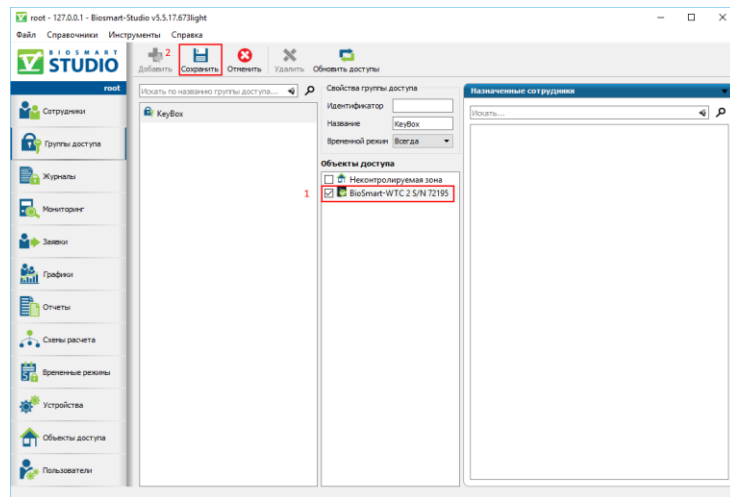 root - 127.0.0.1 - Biosmart-Studio v5.5.17.673light
Файл Справочники Инструменты Справка
BIOSMART
STUDIO
2
Добавить Сохранить Отменить Удалить Обновить доступы
root
Сотрудники
Группы доступа
Журналы
Мониторинг
Заявки
Графики
Отчеты
Схемы расчета
Временные режимы
Устройства
Объекты доступа
Пользователи
Искать по названию группы доступа...
KeyBox
Свойства группы доступа
Идентификатор
Название KeyBox
Временной режим Всегда
Объекты доступа
Неконтролируемая зона
1 BioSmart-WTC 2 S/N 72195
Назначенные сотрудники
Искать...